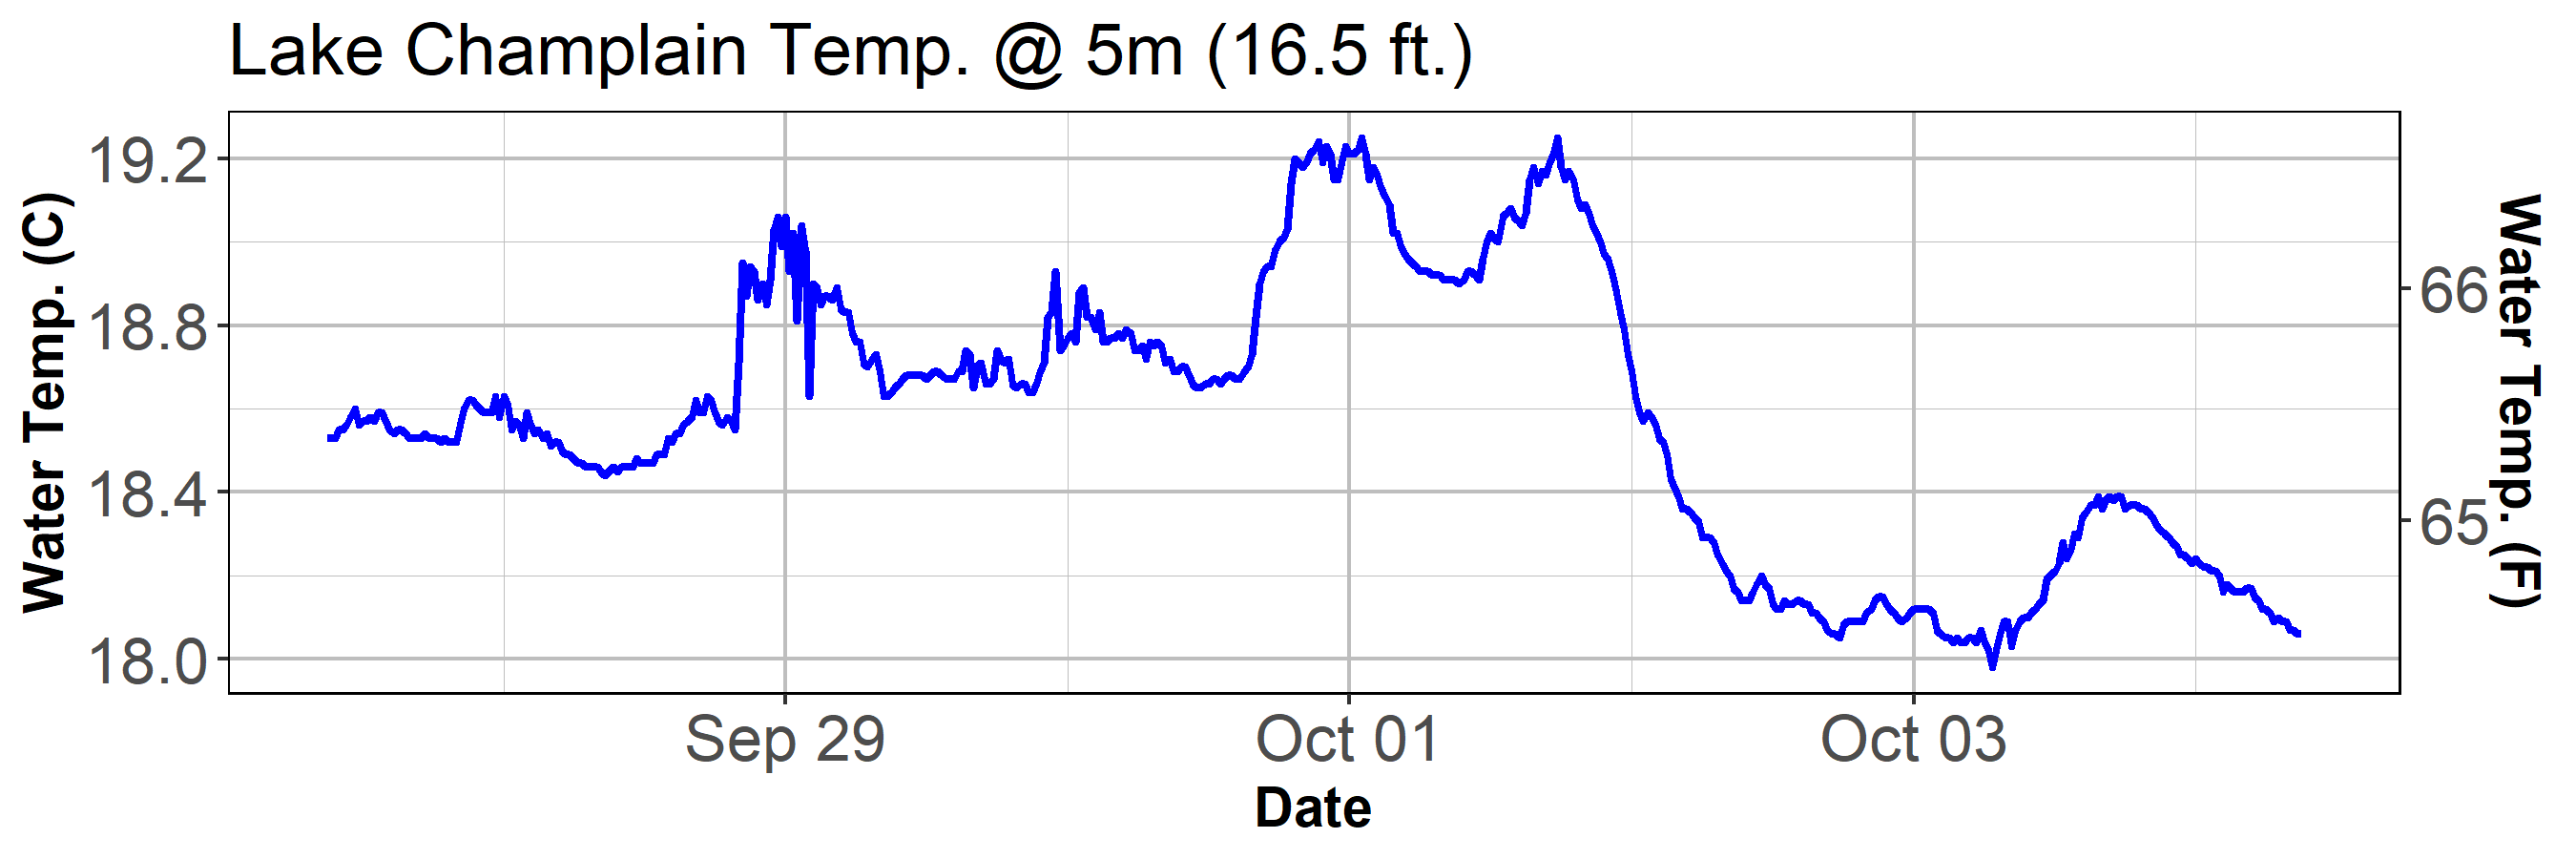 Lake Champlain Temp. @ 5m (16.5 ft.)
Water Temp. (C)
19.2
18.8
18.4
18.0
66
65
Water Temp. (F)
Sep 29
Oct 01
Oct 03
Date